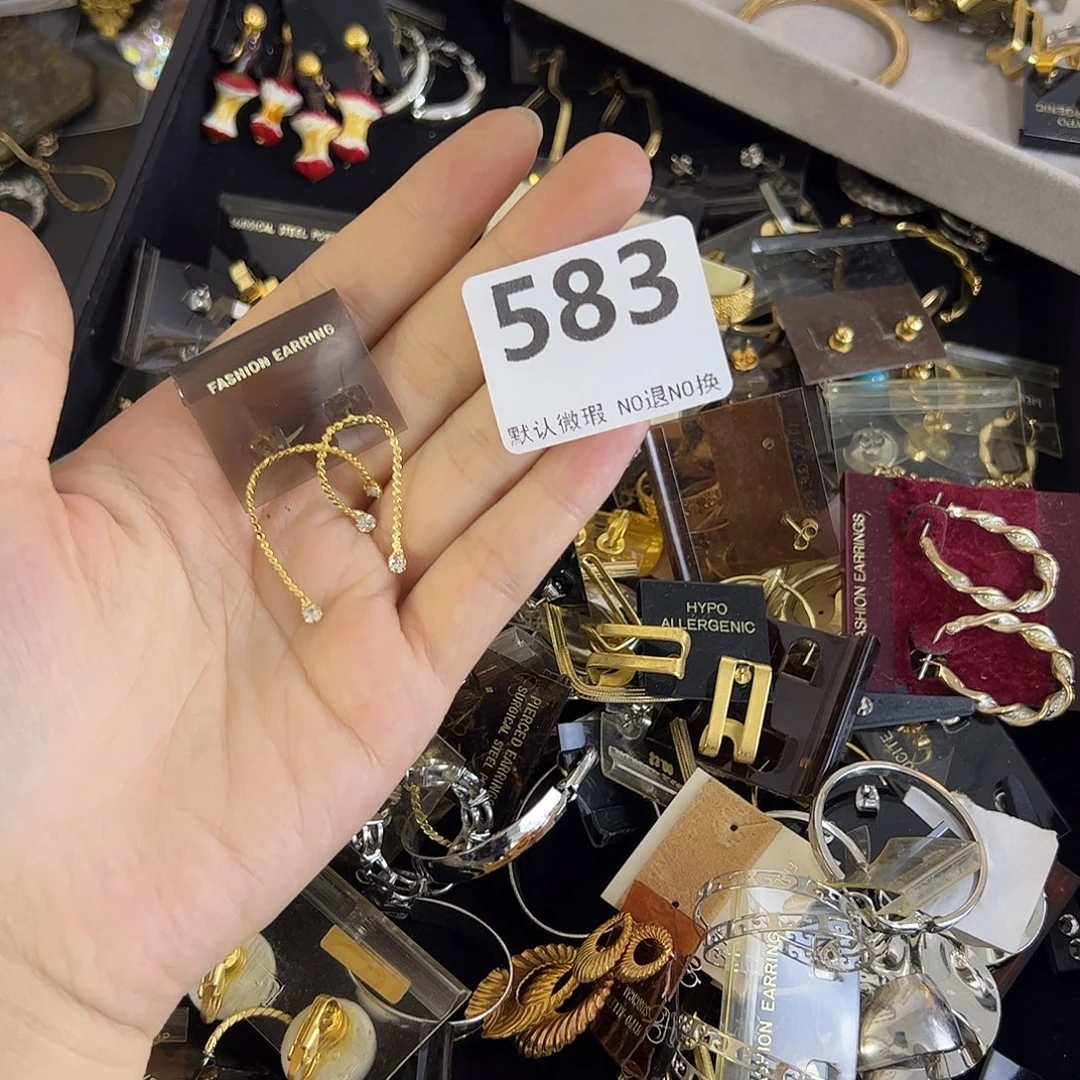 SURGICAL STEEL POS
FASHION EARRING
583
默认微瑕 NO退NO换
HYPO
ALLERGENIC
FASHION EARRINGS
PIERCED EARRING
SURGICAL STEEL
FASHION EARRING